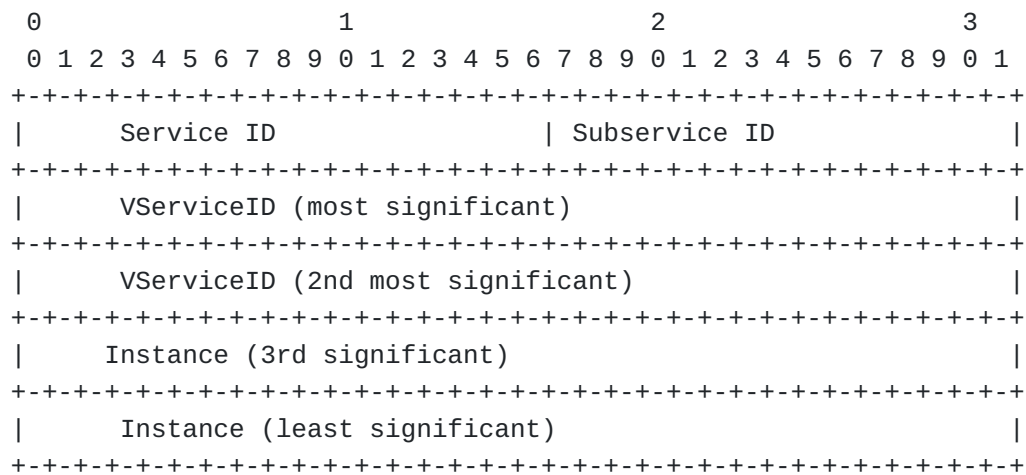 0                   1                   2                   3
 0 1 2 3 4 5 6 7 8 9 0 1 2 3 4 5 6 7 8 9 0 1 2 3 4 5 6 7 8 9 0 1
+-+-+-+-+-+-+-+-+-+-+-+-+-+-+-+-+-+-+-+-+-+-+-+-+-+-+-+-+-+-+-+-+
|      Service ID                 | Subservice ID               |
+-+-+-+-+-+-+-+-+-+-+-+-+-+-+-+-+-+-+-+-+-+-+-+-+-+-+-+-+-+-+-+-+
|      VServiceID (most significant)                            |
+-+-+-+-+-+-+-+-+-+-+-+-+-+-+-+-+-+-+-+-+-+-+-+-+-+-+-+-+-+-+-+-+
|      VServiceID (2nd most significant)                        |
+-+-+-+-+-+-+-+-+-+-+-+-+-+-+-+-+-+-+-+-+-+-+-+-+-+-+-+-+-+-+-+-+
|     Instance (3rd significant)                                |
+-+-+-+-+-+-+-+-+-+-+-+-+-+-+-+-+-+-+-+-+-+-+-+-+-+-+-+-+-+-+-+-+
|      Instance (least significant)                             |
+-+-+-+-+-+-+-+-+-+-+-+-+-+-+-+-+-+-+-+-+-+-+-+-+-+-+-+-+-+-+-+-+